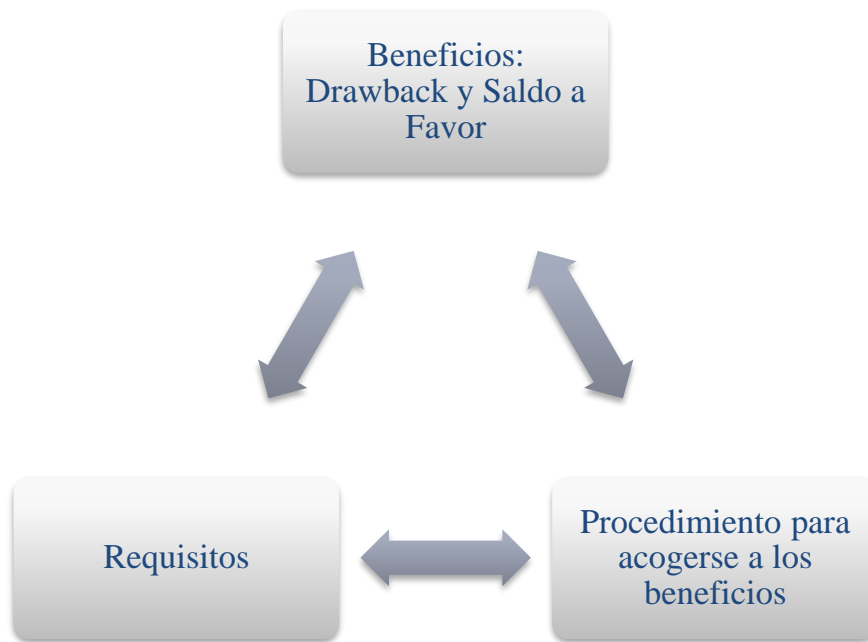 Beneficios:
Drawback y Saldo a
Favor
Requisitos
Procedimiento para
acogerse a los
beneficios